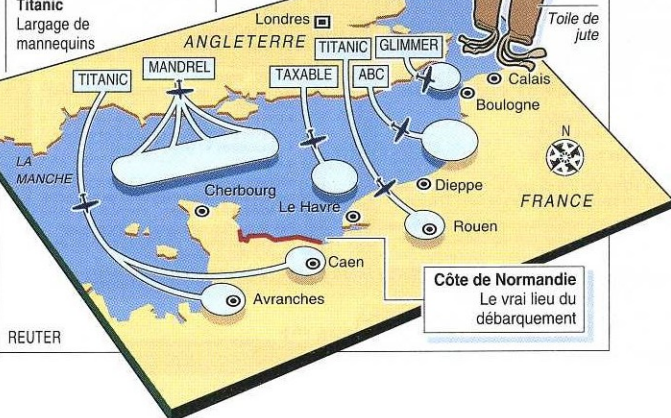 Titanic
Largage de
mannequins
Toile de
jute
Londres
ANGLETERRE
TITANIC
GLIMMER
TITANIC
MANDREL
TAXABLE
ABC
Calais
Boulogne
LA
MANCHE
N
Cherbourg
Le Havre
Dieppe
FRANCE
Rouen
Caen
Avranches
Côte de Normandie
Le vrai lieu du
débarquement
REUTER